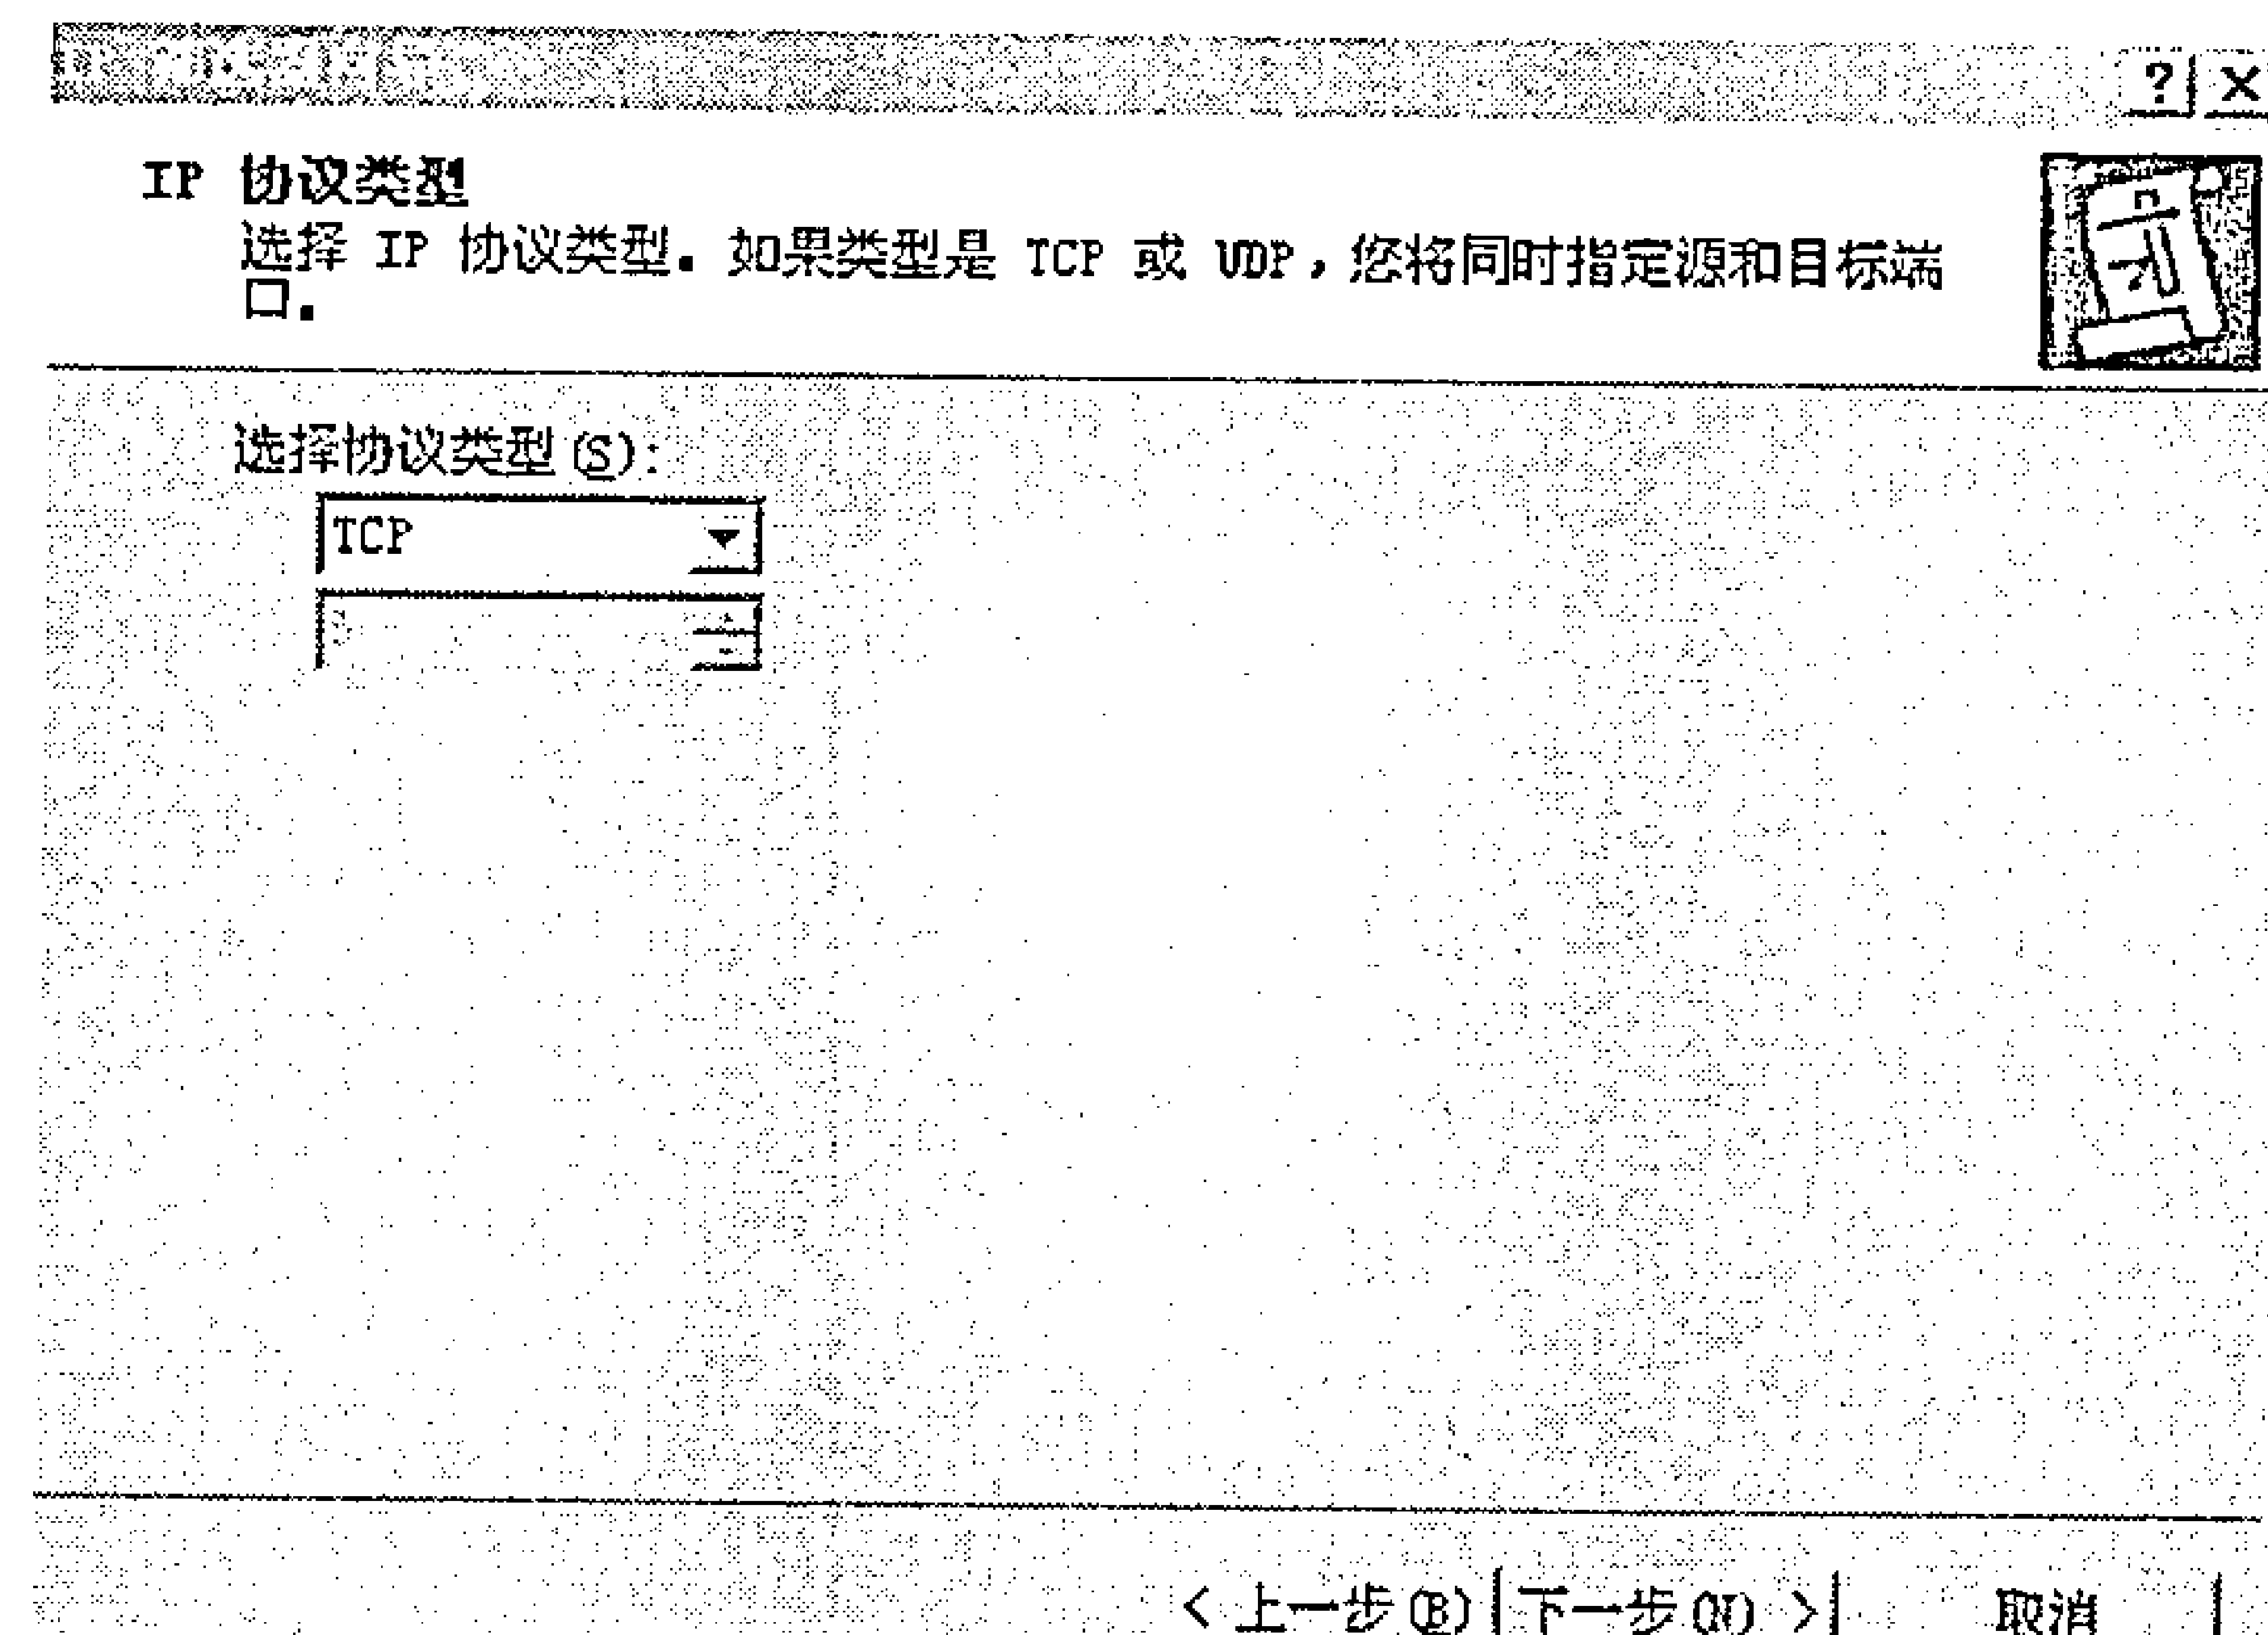 ? ×
IP 协议类型
选择 IP 协议类型。如果类型是 TCP 或 UDP，您将同时指定源和目标端
口。
选择协议类型(S)：
TCP
< 上一步(B) 下一步(N) > 取消